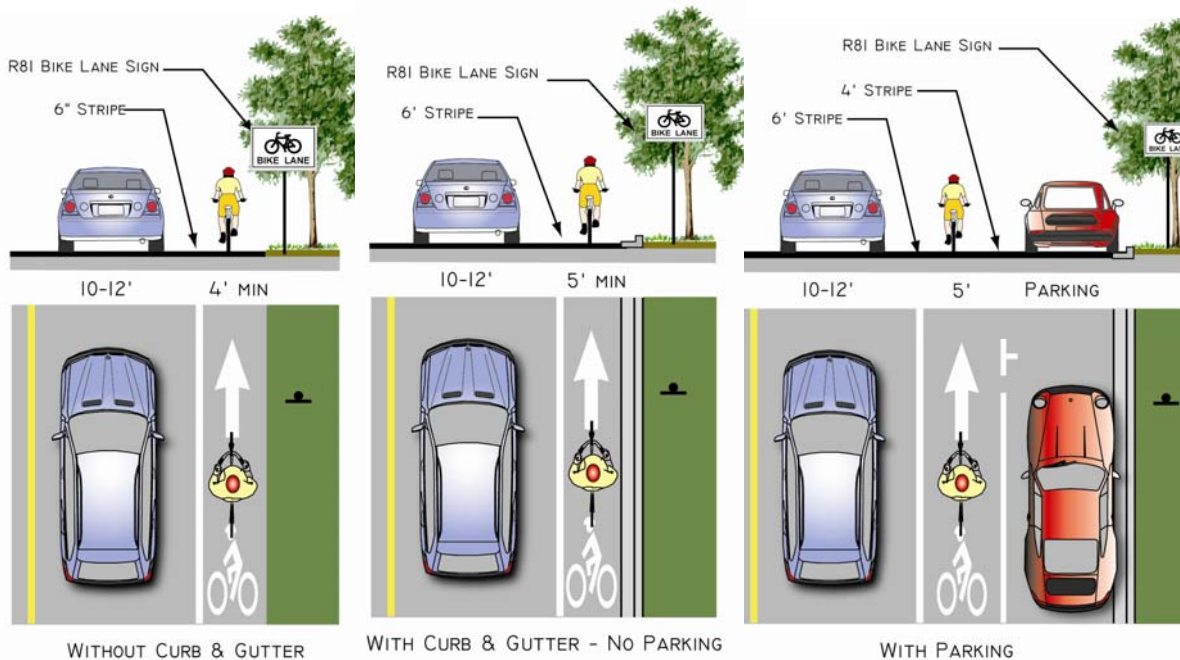 R81 BIKE LANE SIGN
6" STRIPE
BIKE LANE
10-12'
4' MIN
WITHOUT CURB & GUTTER
R81 BIKE LANE SIGN
6' STRIPE
BIKE LANE
10-12'
5' MIN
WITH CURB & GUTTER - NO PARKING
R81 BIKE LANE SIGN
4' STRIPE
6' STRIPE
BIKE LANE
10-12'
5'
PARKING
WITH PARKING